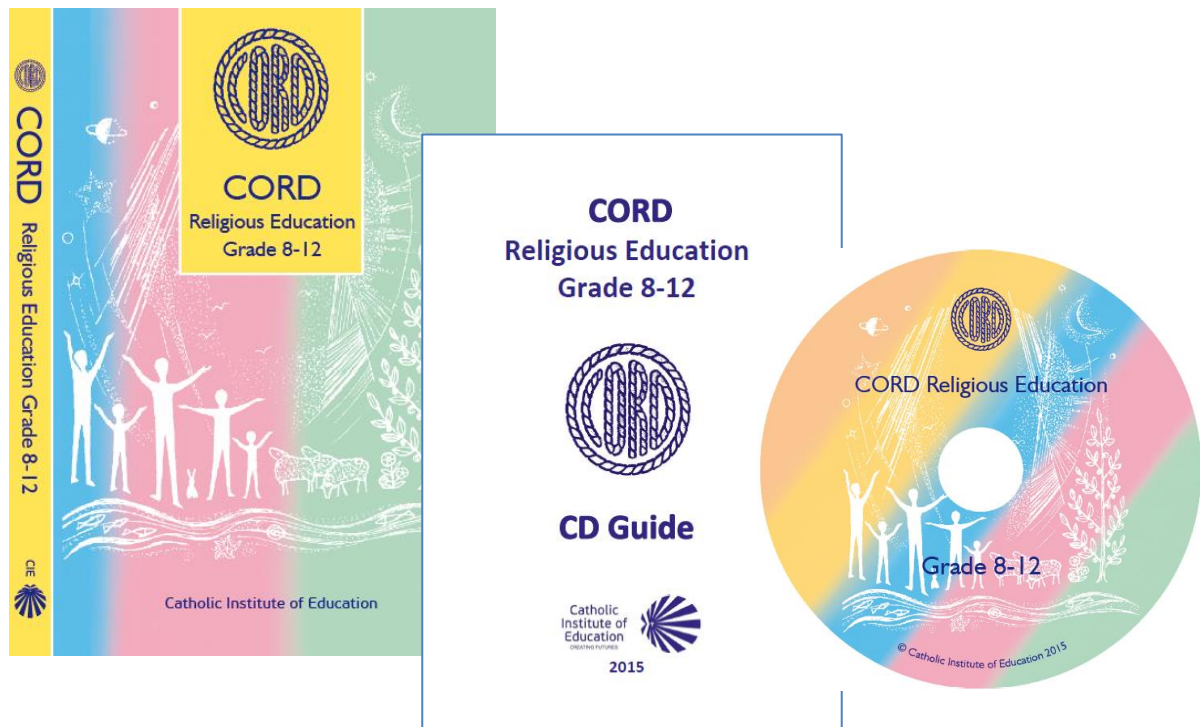 CORD
CORD Religious Education Grade 8-12
CIE
CORD
CORD
Religious Education
Grade 8-12
Catholic Institute of Education
CORD
Religious Education
Grade 8-12
CORD
CD Guide
Catholic
Institute of
Education
CREATING FUTURES
2015
CORD
CORD Religious Education
Grade 8-12
© Catholic Institute of Education 2015